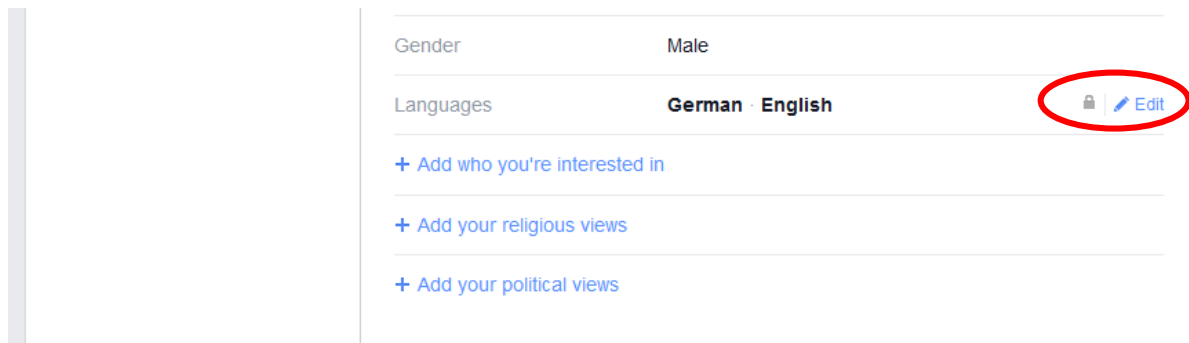 Gender Male
Languages German · English Edit
+ Add who you're interested in
+ Add your religious views
+ Add your political views